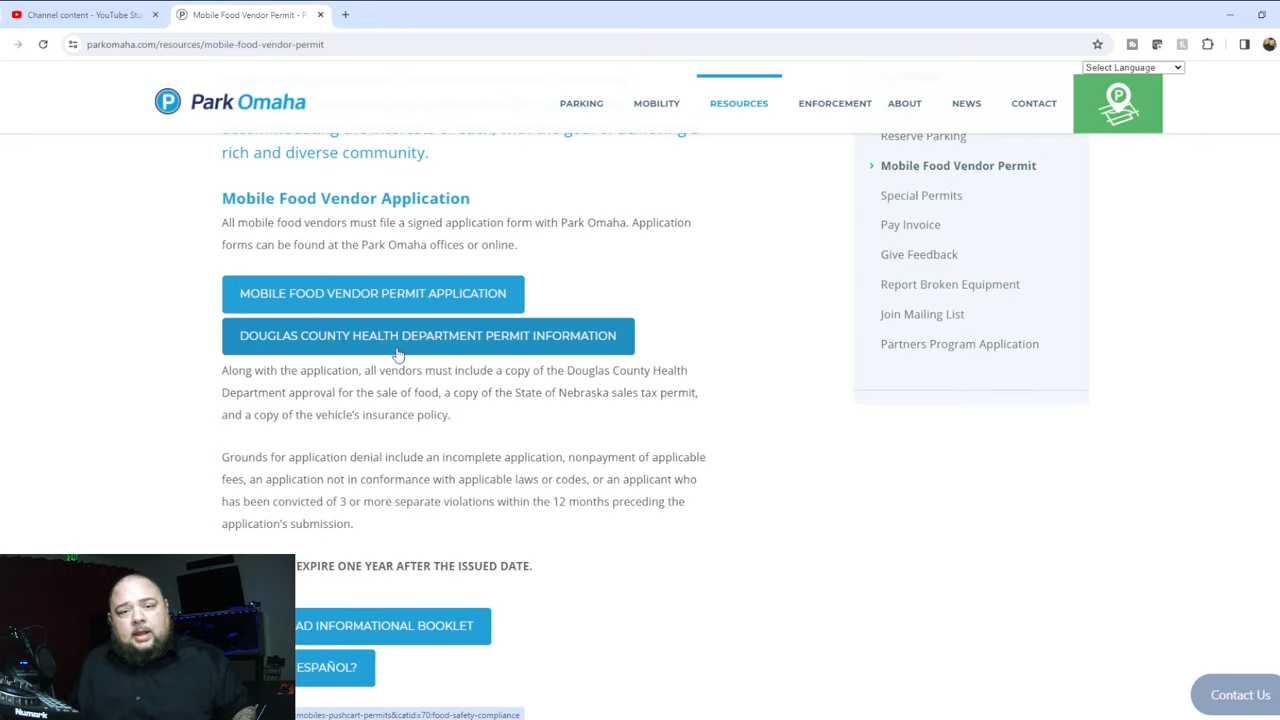 Channel content - YouTube Stu
Mobile Food Vendor Permit - P
parkomaha.com/resources/mobile-food-vendor-permit
Select Language
Park Omaha
PARKING
MOBILITY
RESOURCES
ENFORCEMENT
ABOUT
NEWS
CONTACT
rich and diverse community.
Mobile Food Vendor Application
All mobile food vendors must file a signed application form with Park Omaha. Application
forms can be found at the Park Omaha offices or online.
MOBILE FOOD VENDOR PERMIT APPLICATION
DOUGLAS COUNTY HEALTH DEPARTMENT PERMIT INFORMATION
Along with the application, all vendors must include a copy of the Douglas County Health
Department approval for the sale of food, a copy of the State of Nebraska sales tax permit,
and a copy of the vehicle's insurance policy.
Grounds for application denial include an incomplete application, nonpayment of applicable
fees, an application not in conformance with applicable laws or codes, or an applicant who
has been convicted of 3 or more separate violations within the 12 months preceding the
application's submission.
EXPIRE ONE YEAR AFTER THE ISSUED DATE.
AD INFORMATIONAL BOOKLET
ESPAÑOL?
Reserve Parking
Mobile Food Vendor Permit
Special Permits
Pay Invoice
Give Feedback
Report Broken Equipment
Join Mailing List
Partners Program Application
Numark
mobiles-pushcart-permits&catid=70:food-safety-compliance
Contact Us